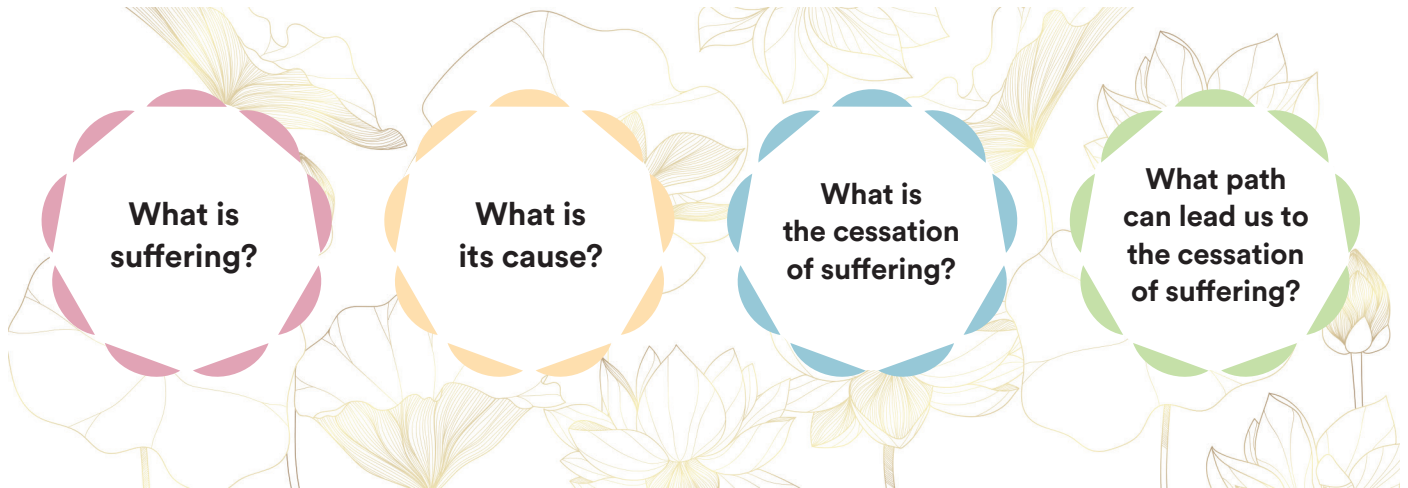 What is
suffering?
What is
its cause?
What is
the cessation
of suffering?
What path
can lead us to
the cessation
of suffering?